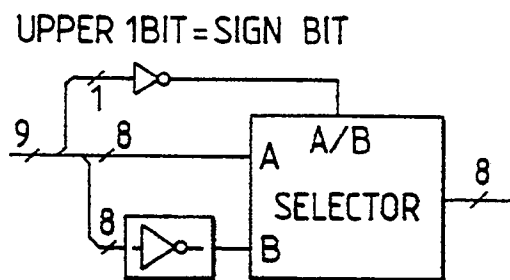 UPPER 1BIT=SIGN BIT
1
9
8
A
A/B
SELECTOR
8
8
B